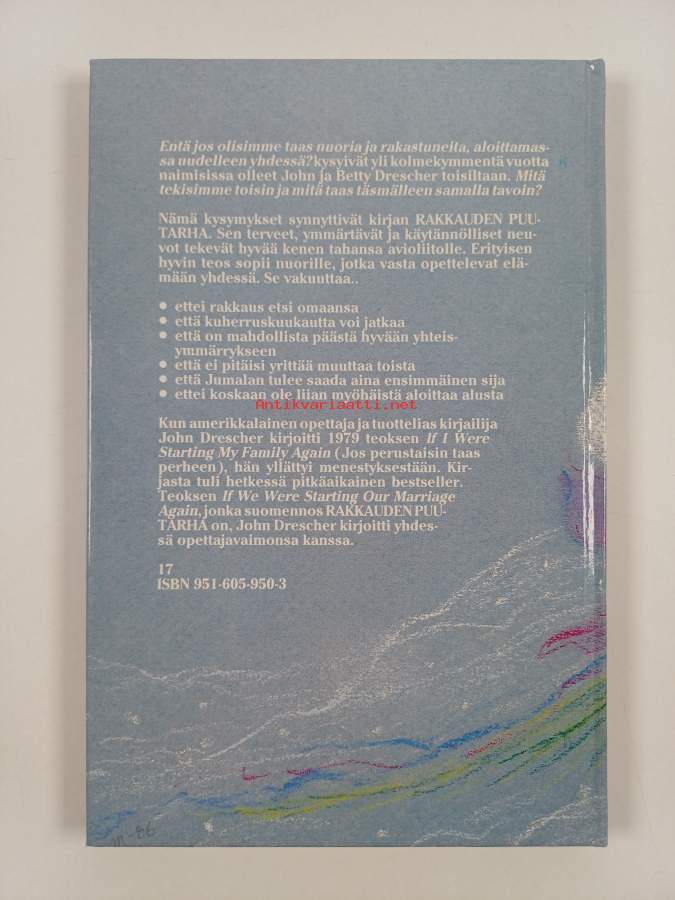 Entä jos olisimme taas nuoria ja rakastuneita, aloittamas-
sa uudelleen yhdessä? kysyivät yli kolmekymmentä vuotta
naimisissa olleet John ja Betty Drescher toisiltaan. Mitä
tekisimme toisin ja mitä taas täsmälleen samalla tavoin?
Nämä kysymykset synnyttivät kirjan RAKKAUDEN PUU-
TARHA. Sen terveet, ymmärtävät ja käytännölliset neu-
vot tekevät hyvää kenen tahansa avioliitolle. Erityisen
hyvin teos sopii nuorille, jotka vasta opettelevat elä-
mään yhdessä. Se vakuuttaa..
● ettei rakkaus etsi omaansa
● että kuherruskuukautta voi jatkaa
● että on mahdollista päästä hyvään yhteis-
ymmärrykseen
● että ei pitäisi yrittää muuttaa toista
● että Jumalan tulee saada aina ensimmäinen sija
● ettei koskaan ole liian myöhäistä aloittaa alusta
Antikvariaatti.net
Kun amerikkalainen opettaja ja tuottelias kirjailija
John Drescher kirjoitti 1979 teoksen If I Were
Starting My Family Again (Jos perustaisin taas
perheen), hän yllättyi menestyksestään. Kir-
jasta tuli hetkessä pitkäaikainen bestseller.
Teoksen If We Were Starting Our Marriage
Again, jonka suomennos RAKKAUDEN PUU-
TARHA on, John Drescher kirjoitti yhdes-
sä opettajavaimonsa kanssa.
17
ISBN 951-605-950-3